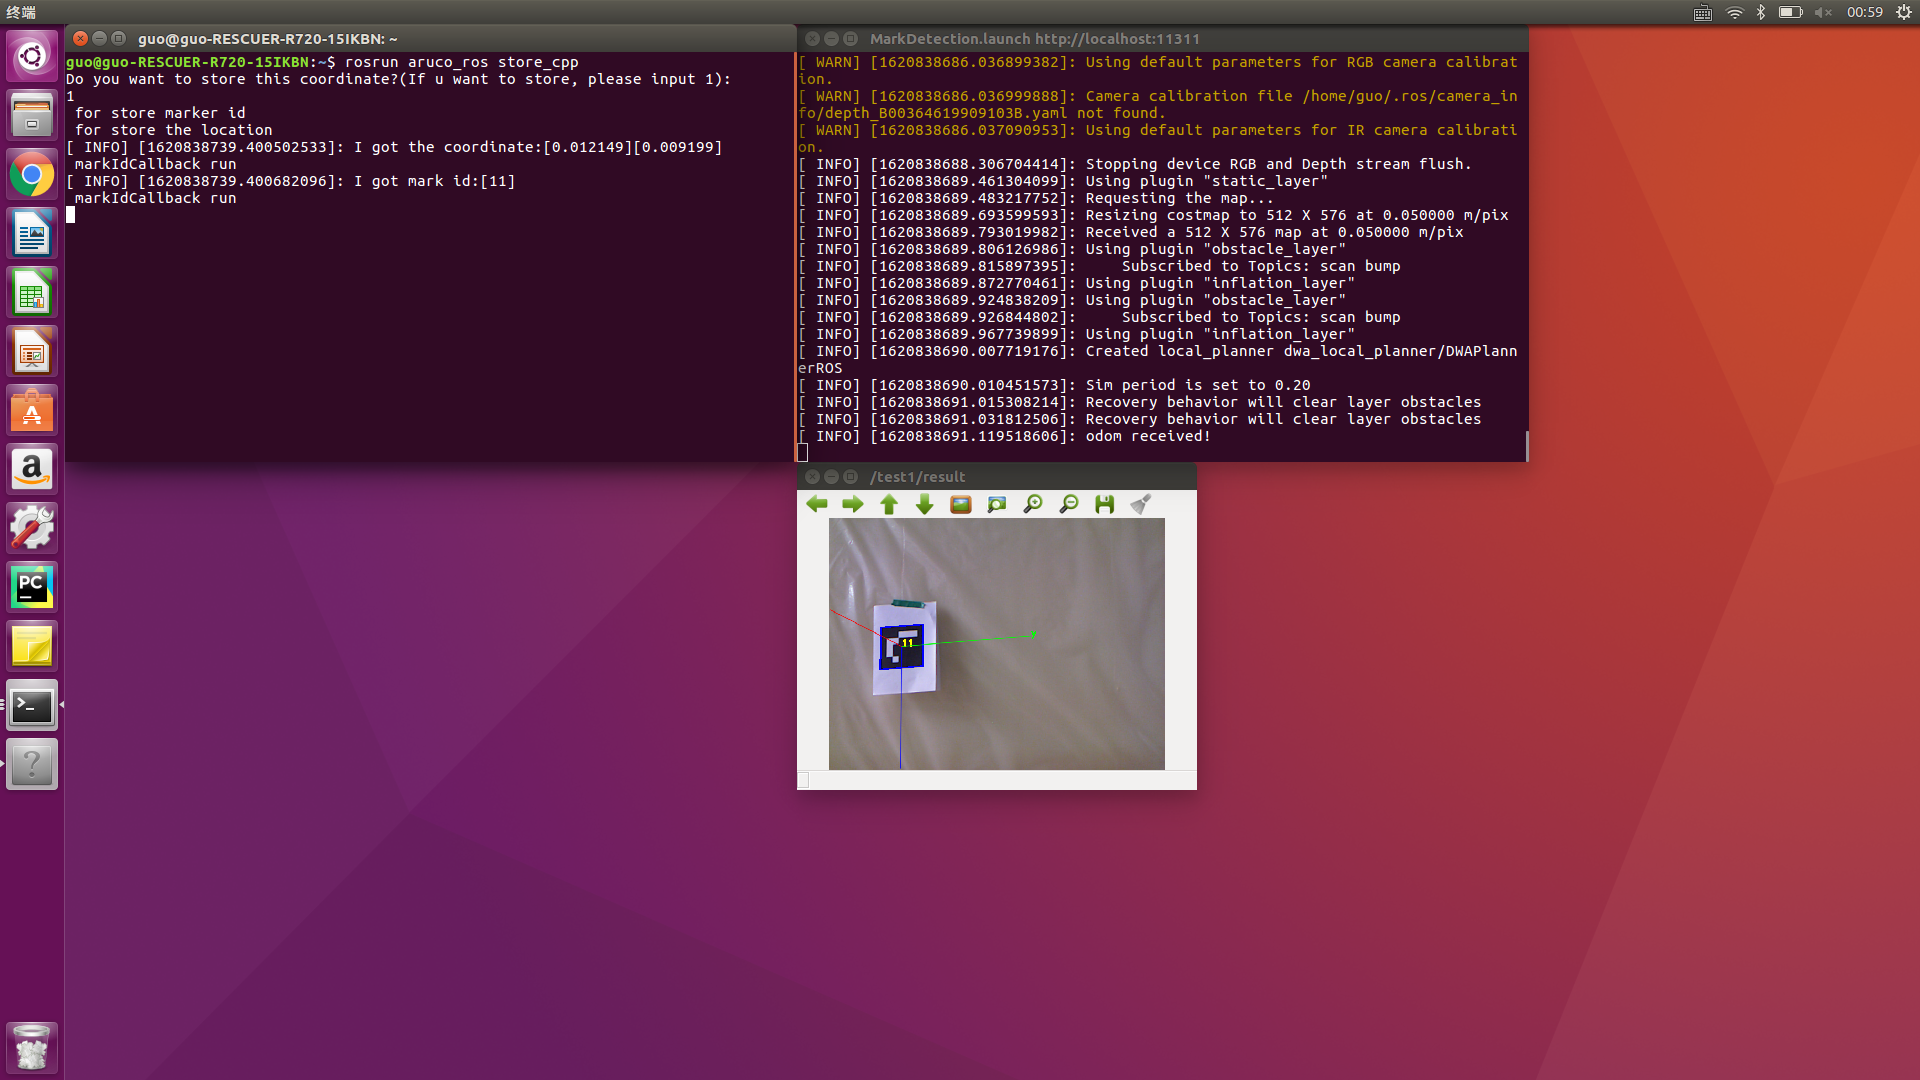 终端
00:59
guo@guo-RESCUER-R720-15IKBN: ~
guo@guo-RESCUER-R720-15IKBN:~$ rosrun aruco_ros store_cpp
Do you want to store this coordinate?(If u want to store, please input 1):
1
for store marker id
for store the location
[ INFO] [1620838739.400502533]: I got the coordinate:[0.012149][0.009199]
markIdCallback run
[ INFO] [1620838739.400682096]: I got mark id:[11]
markIdCallback run
MarkDetection.launch http://localhost:11311
[ WARN] [1620838686.036899382]: Using default parameters for RGB camera calibrat
ion.
[ WARN] [1620838686.036999888]: Camera calibration file /home/guo/.ros/camera_in
fo/depth_B00364619909103B.yaml not found.
[ WARN] [1620838686.037090953]: Using default parameters for IR camera calibrati
on.
[ INFO] [1620838688.306704414]: Stopping device RGB and Depth stream flush.
[ INFO] [1620838689.461304099]: Using plugin "static_layer"
[ INFO] [1620838689.483217752]: Requesting the map...
[ INFO] [1620838689.693599593]: Resizing costmap to 512 X 576 at 0.050000 m/pix
[ INFO] [1620838689.793019982]: Received a 512 X 576 map at 0.050000 m/pix
[ INFO] [1620838689.806126986]: Using plugin "obstacle_layer"
[ INFO] [1620838689.815897395]:     Subscribed to Topics: scan bump
[ INFO] [1620838689.872770461]: Using plugin "inflation_layer"
[ INFO] [1620838689.924838209]: Using plugin "obstacle_layer"
[ INFO] [1620838689.926844802]:     Subscribed to Topics: scan bump
[ INFO] [1620838689.967739899]: Using plugin "inflation_layer"
[ INFO] [1620838690.007719176]: Created local_planner dwa_local_planner/DWAPlann
erROS
[ INFO] [1620838690.010451573]: Sim period is set to 0.20
[ INFO] [1620838691.015308214]: Recovery behavior will clear layer obstacles
[ INFO] [1620838691.031812506]: Recovery behavior will clear layer obstacles
[ INFO] [1620838691.119518606]: odom received!
/test1/result
11
PC